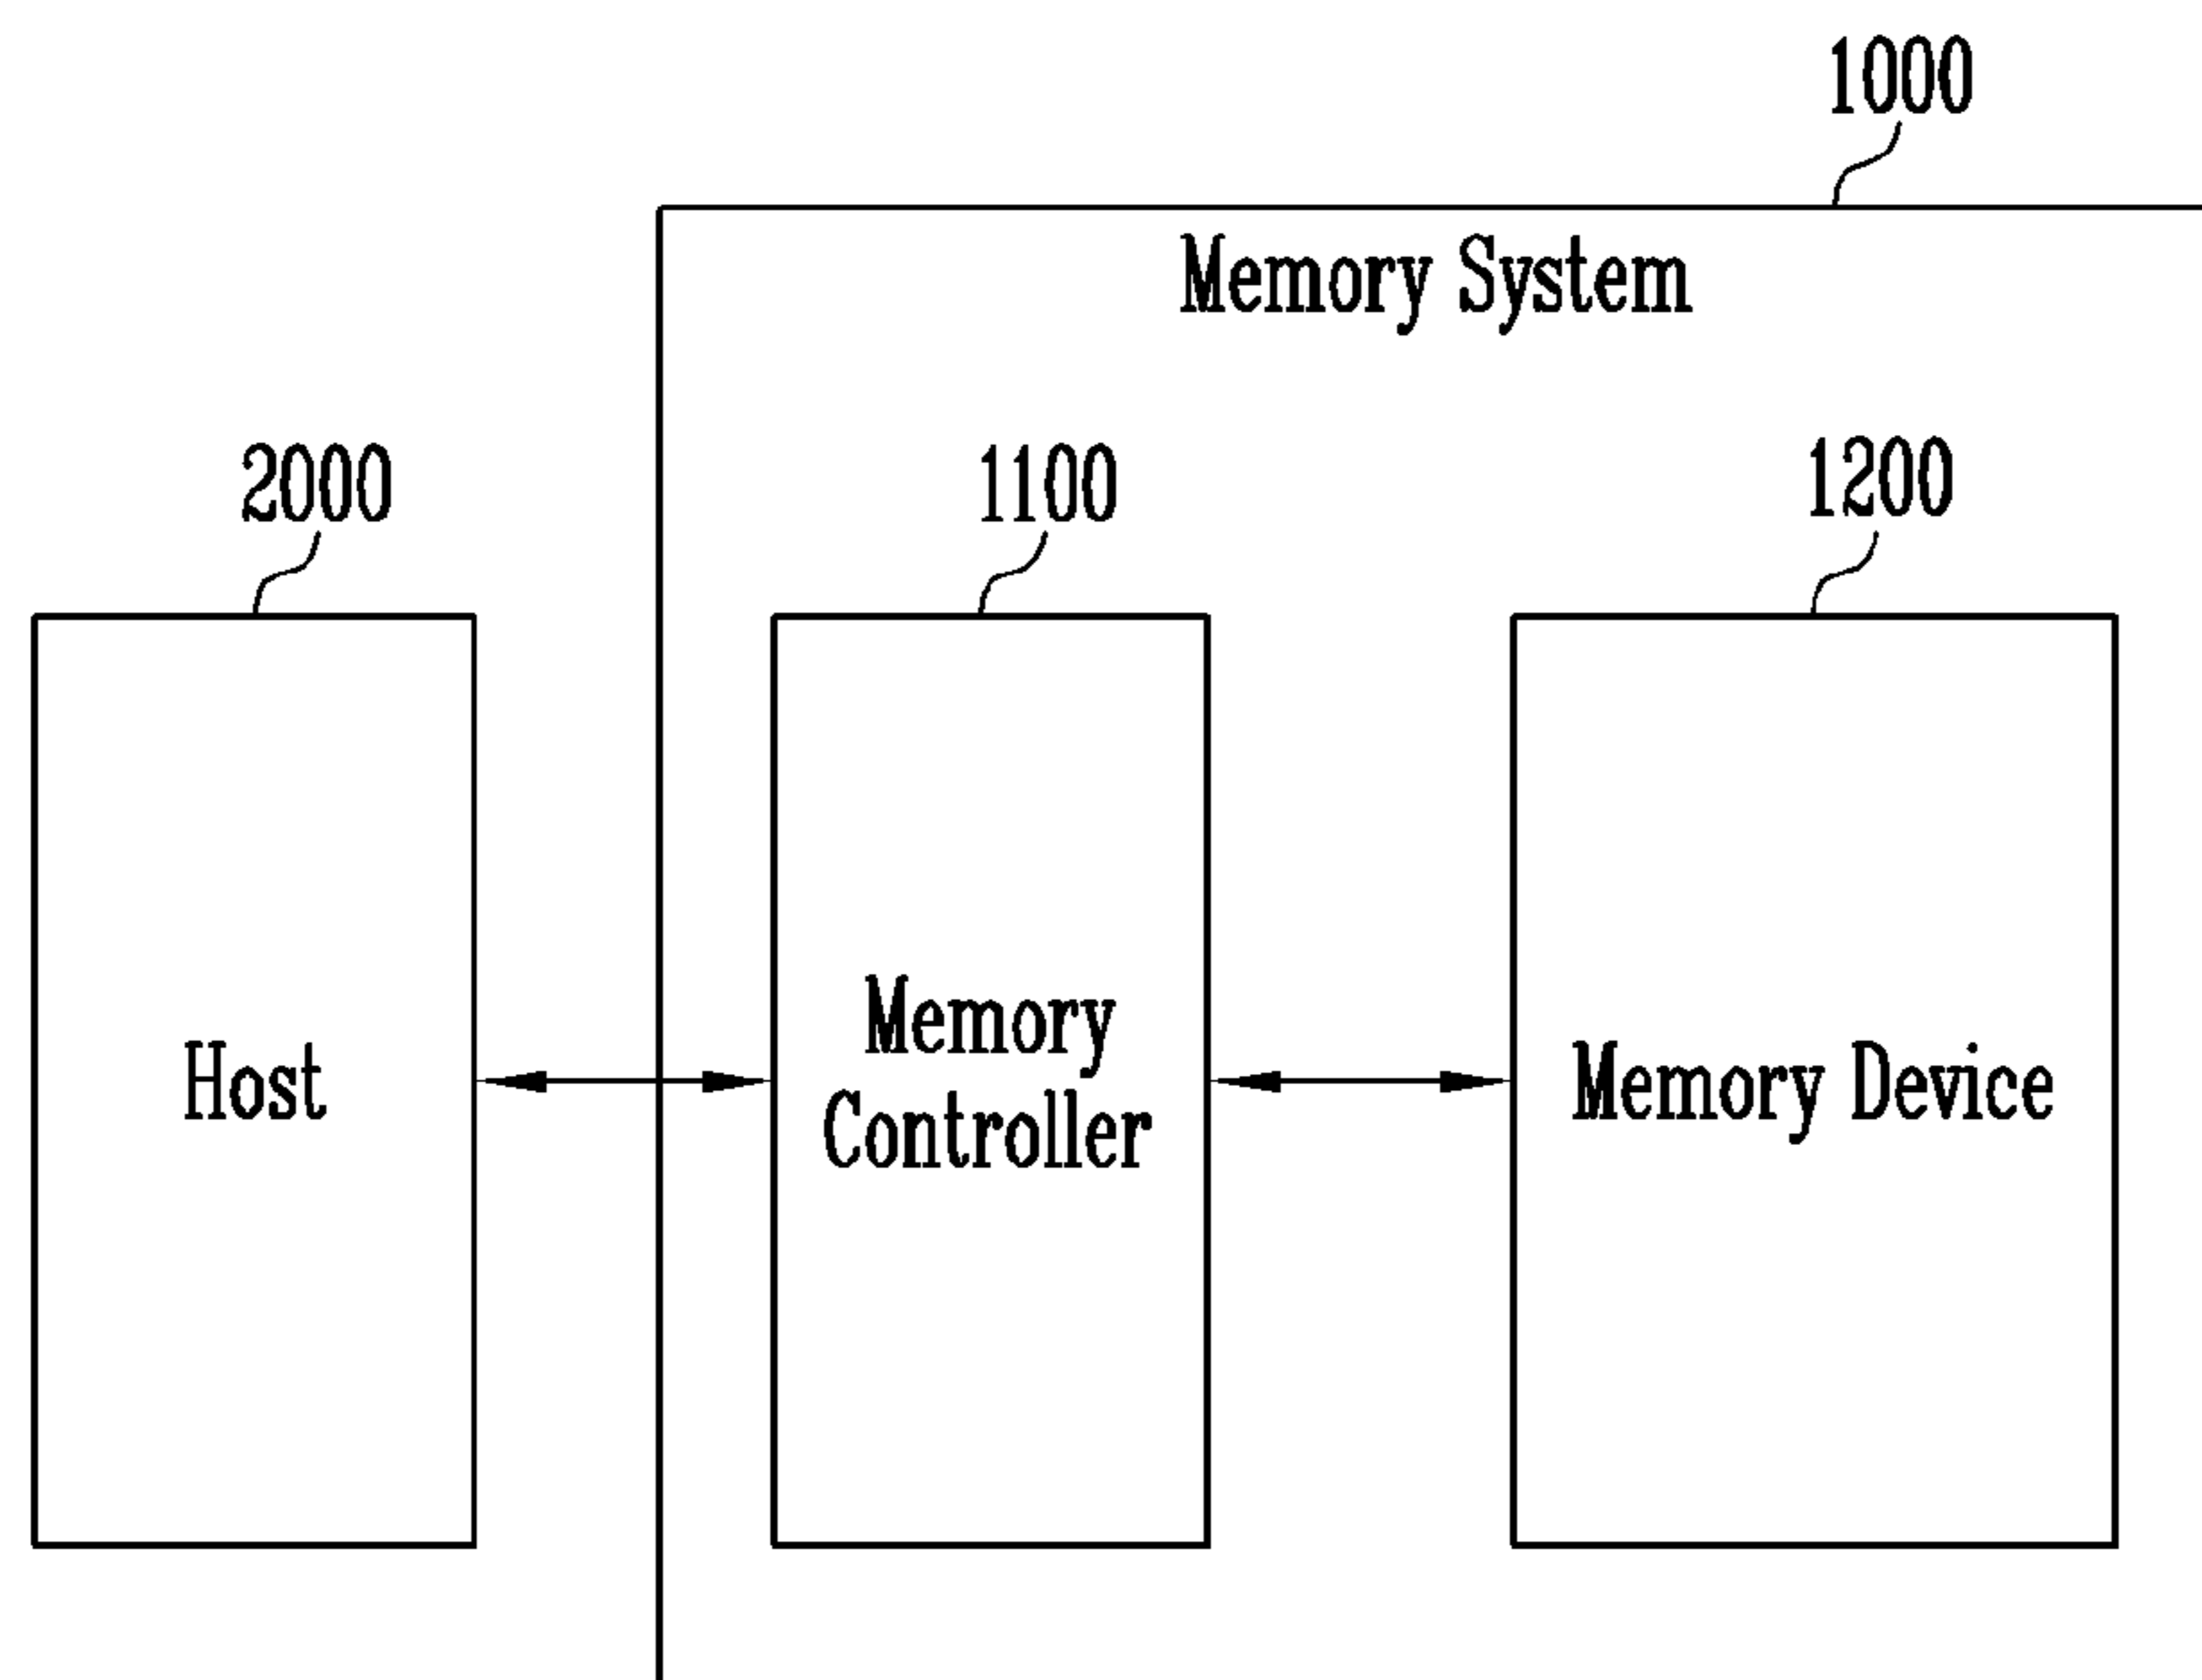 1000
Memory System
2000
1100
1200
Host
Memory
Controller
Memory Device